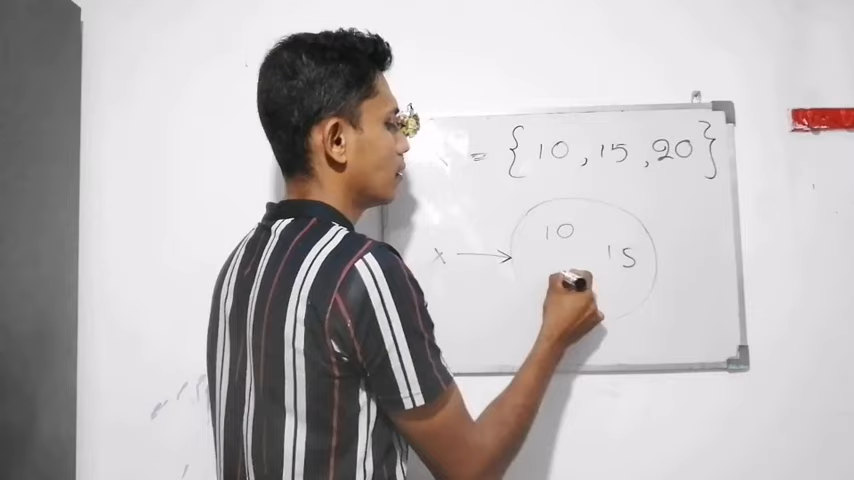 = {10, 15, 20}
10
x → 15